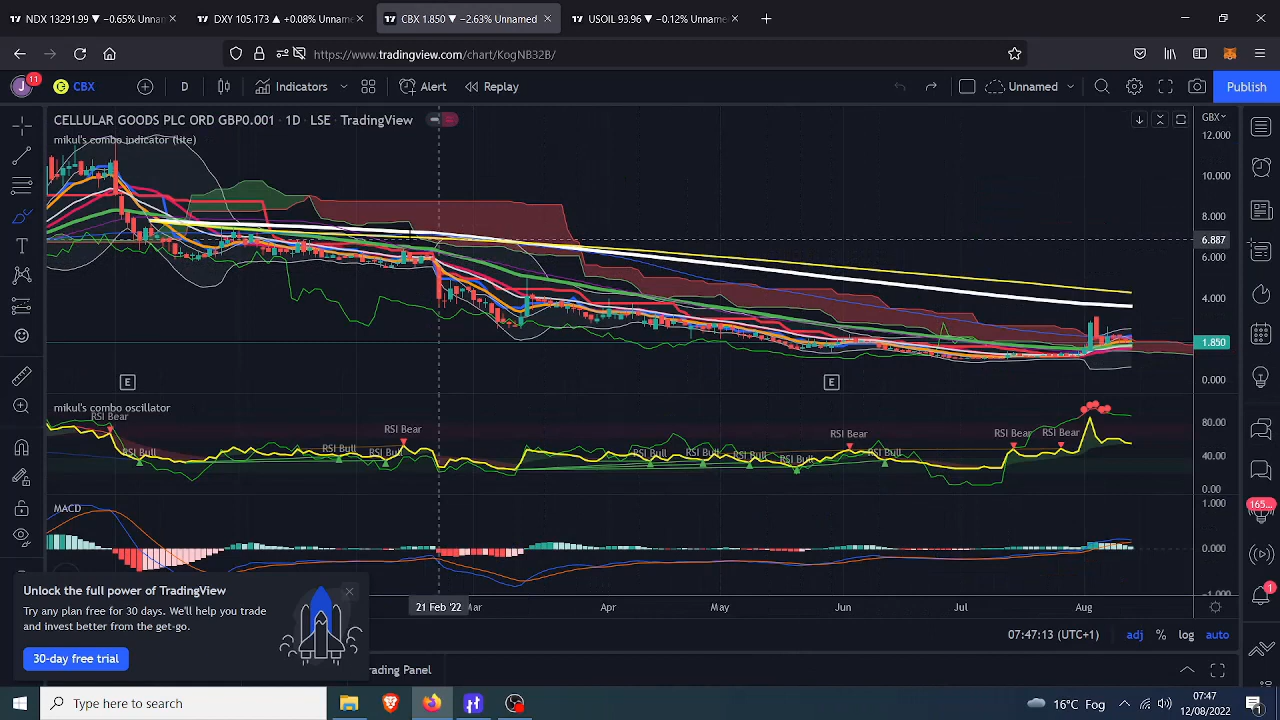 NDX 13291.99 −0.65% Unnamed
DXY 105.173 ▲ +0.08% Unnamed
CBX 1.850 ▼ −2.63% Unnamed
USOIL 93.96 ▼ −0.12% Unnamed
https://www.tradingview.com/chart/KogNB32B/
J
11
CBX
D
Indicators
Alert
Replay
Unnamed
Publish
CELLULAR GOODS PLC ORD GBP0.001 · 1D · LSE · TradingView
GBX
mikul's combo indicator (lite)
12.000
10.000
8.000
6.887
6.000
4.000
1.850
0.000
E
E
mikul's combo oscillator
RSI Bear
RSI Bear
RSI Bear
RSI Bear
RSI Bear
80.00
RSI Bull
RSI Bull
RSI Bull
RSI Bull
RSI Bull
RSI Bull
RSI Bull
RSI Bull
40.00
0.00
MACD
1.000
165...
0.000
-1.000
Unlock the full power of TradingView
Try any plan free for 30 days. We'll help you trade
and invest better from the get-go.
30-day free trial
21 Feb '22
Mar
Apr
May
Jun
Jul
Aug
1
07:47:13 (UTC+1)
adj
%
log
auto
rading Panel
Type here to search
16°C Fog
07:47
12/08/2022